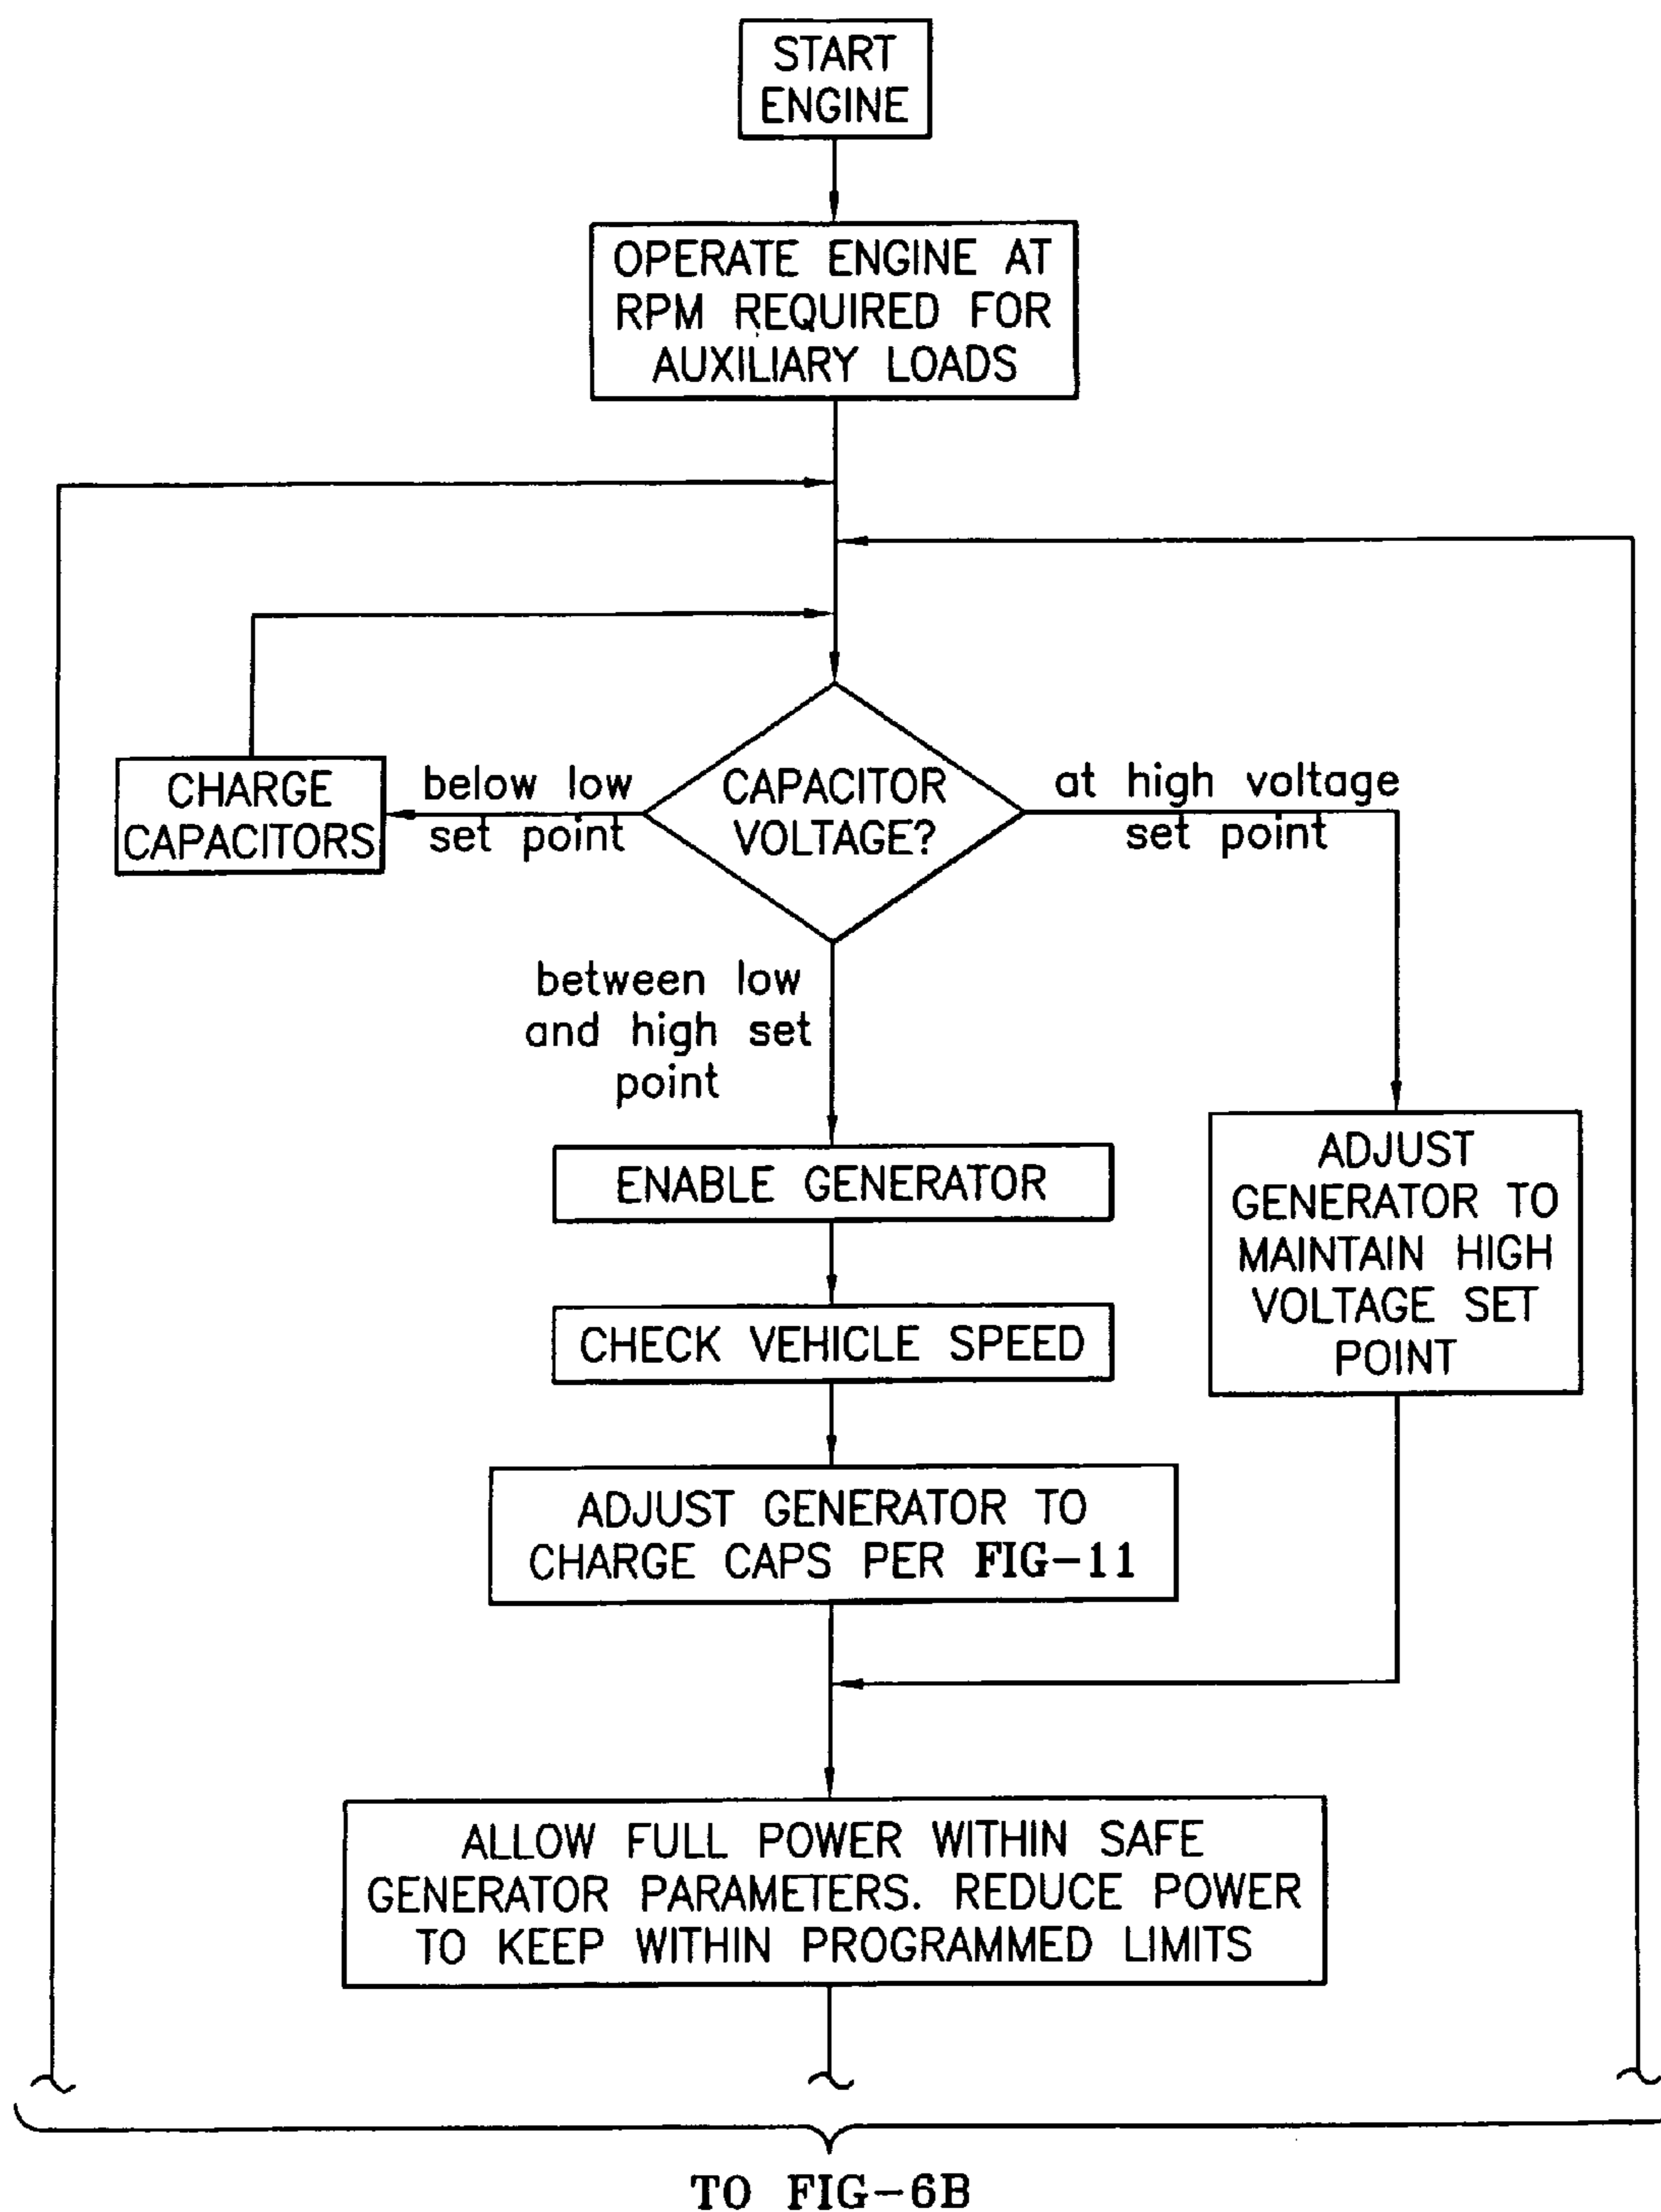 START
ENGINE
OPERATE ENGINE AT
RPM REQUIRED FOR
AUXILIARY LOADS
CHARGE
CAPACITORS
below low
set point
CAPACITOR
VOLTAGE?
at high voltage
set point
between low
and high set
point
ENABLE GENERATOR
CHECK VEHICLE SPEED
ADJUST GENERATOR TO
CHARGE CAPS PER FIG-11
ADJUST
GENERATOR TO
MAINTAIN HIGH
VOLTAGE SET
POINT
ALLOW FULL POWER WITHIN SAFE
GENERATOR PARAMETERS. REDUCE POWER
TO KEEP WITHIN PROGRAMMED LIMITS
TO FIG-6B